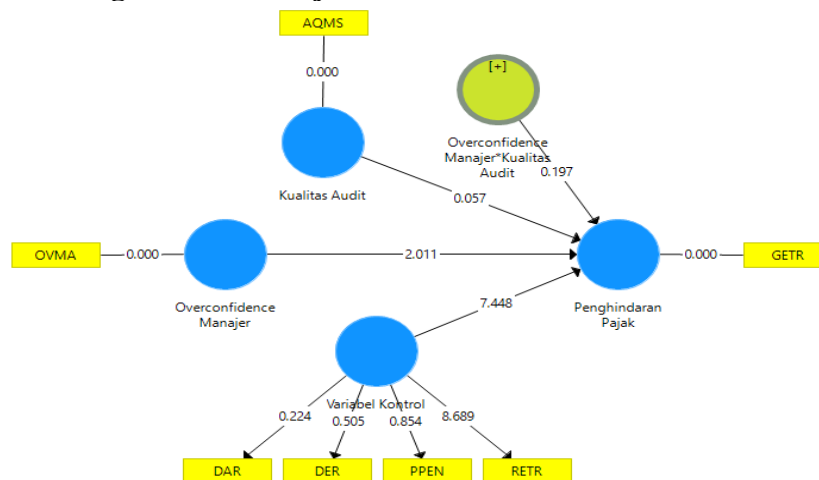 AQMS
0.000
[+]
Overconfidence
Manajer*Kualitas
Audit
0.197
Kualitas Audit
0.057
OVMA
0.000
2.011
0.000
GETR
Overconfidence
Manajer
Penghindaran
Pajak
7.448
Variabel Kontrol
0.224
0.505
0.854
8.689
DAR
DER
PPEN
RETR